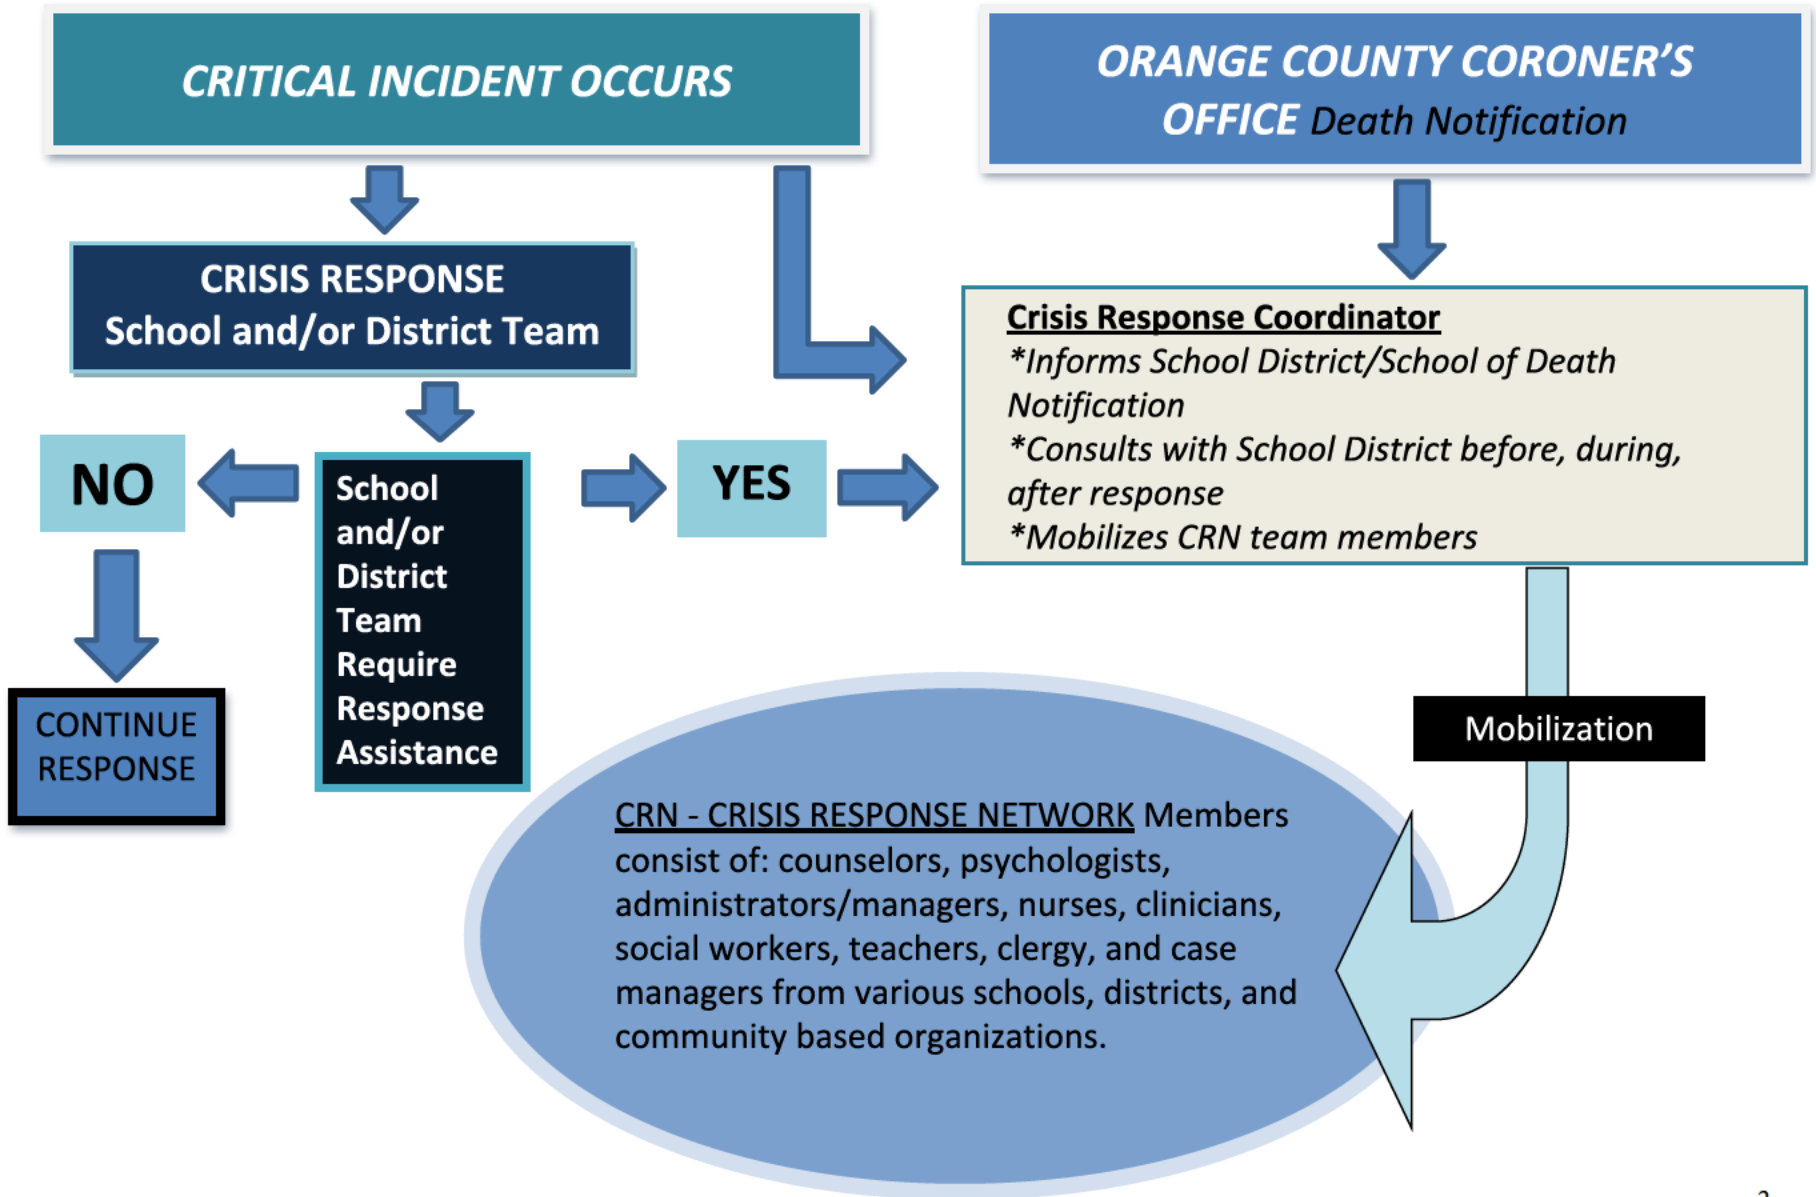 CRITICAL INCIDENT OCCURS
ORANGE COUNTY CORONER’S
OFFICE Death Notification
CRISIS RESPONSE
School and/or District Team
Crisis Response Coordinator
*Informs School District/School of Death
Notification
*Consults with School District before, during,
after response
*Mobilizes CRN team members
NO
School
and/or
District
Team
Require
Response
Assistance
YES
CONTINUE
RESPONSE
Mobilization
CRN - CRISIS RESPONSE NETWORK Members
consist of: counselors, psychologists,
administrators/managers, nurses, clinicians,
social workers, teachers, clergy, and case
managers from various schools, districts, and
community based organizations.